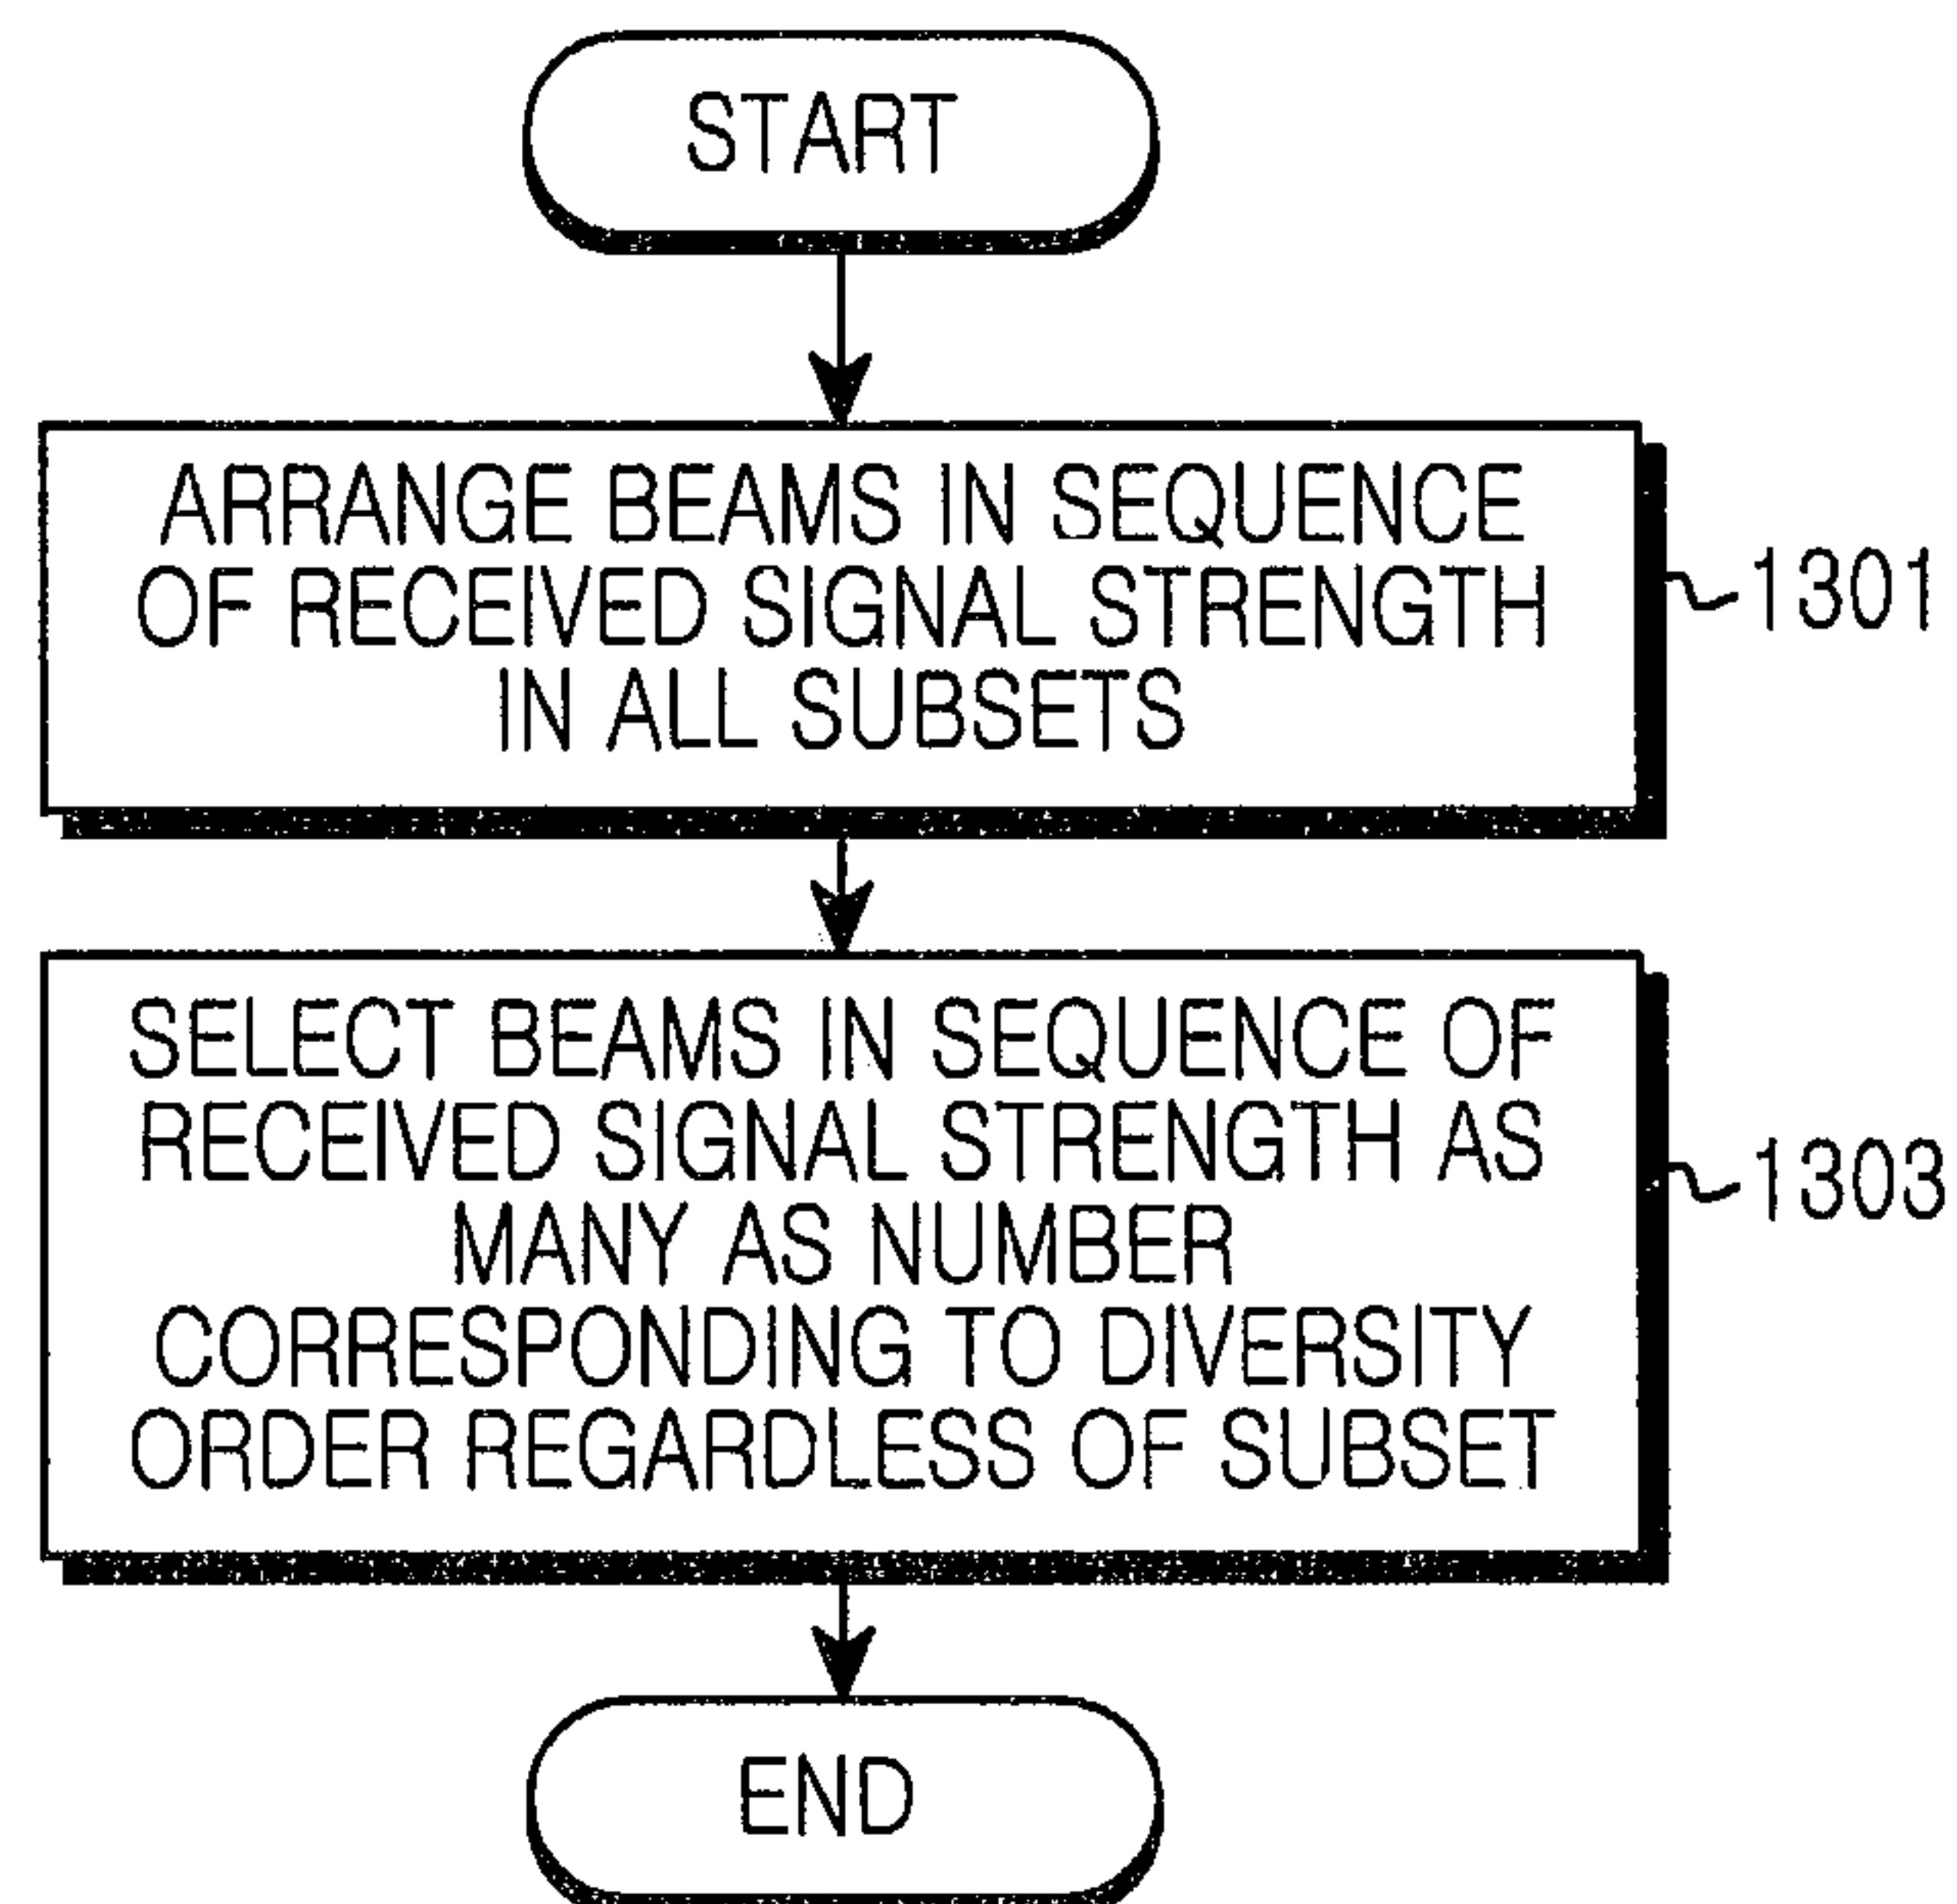 START
ARRANGE BEAMS IN SEQUENCE
OF RECEIVED SIGNAL STRENGTH
IN ALL SUBSETS
1301
SELECT BEAMS IN SEQUENCE OF
RECEIVED SIGNAL STRENGTH AS
MANY AS NUMBER
CORRESPONDING TO DIVERSITY
ORDER REGARDLESS OF SUBSET
1303
END